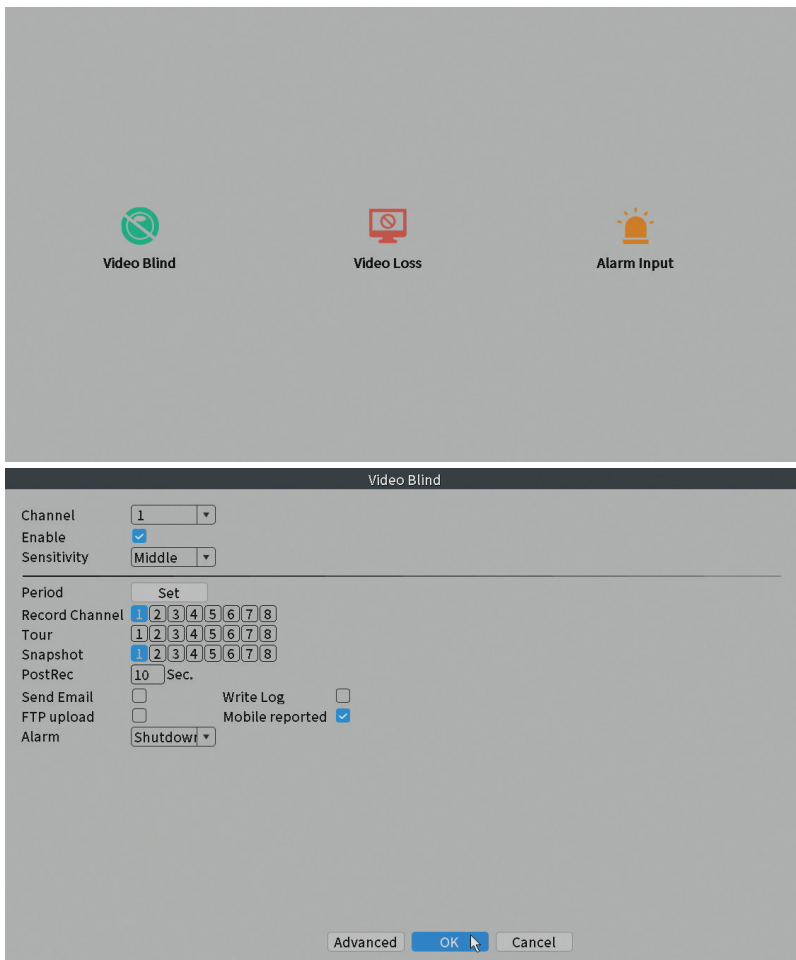 Video Blind Video Loss Alarm Input
Video Blind
Channel 1
Enable
Sensitivity Middle
Period Set
Record Channel 1 2 3 4 5 6 7 8
Tour 1 2 3 4 5 6 7 8
Snapshot 1 2 3 4 5 6 7 8
PostRec 10 Sec.
Send Email Write Log
FTP upload Mobile reported
Alarm Shutdowr
Advanced OK Cancel